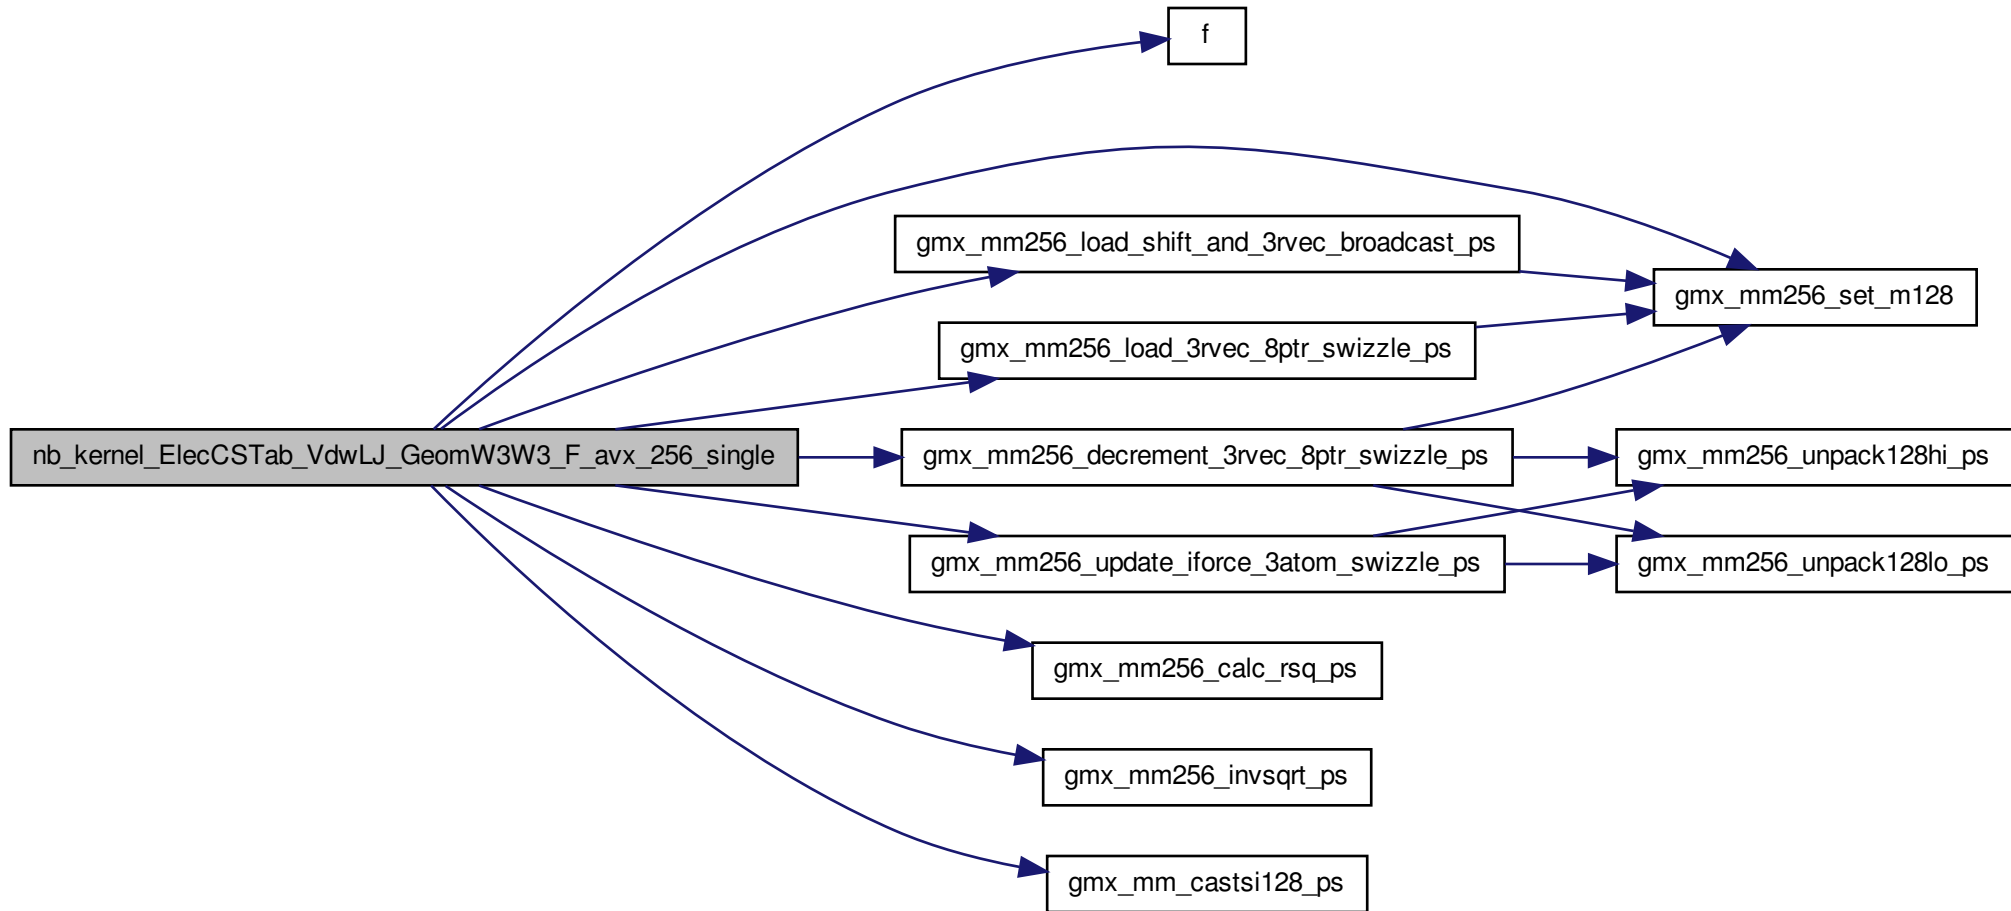 f
gmx_mm256_load_shift_and_3rvec_broadcast_ps
gmx_mm256_set_m128
gmx_mm256_load_3rvec_8ptr_swizzle_ps
nb_kernel_ElecCSTab_VdwLJ_GeomW3W3_F_avx_256_single
gmx_mm256_decrement_3rvec_8ptr_swizzle_ps
gmx_mm256_unpack128hi_ps
gmx_mm256_update_iforce_3atom_swizzle_ps
gmx_mm256_unpack128lo_ps
gmx_mm256_calc_rsq_ps
gmx_mm256_invsqrt_ps
gmx_mm_castsi128_ps